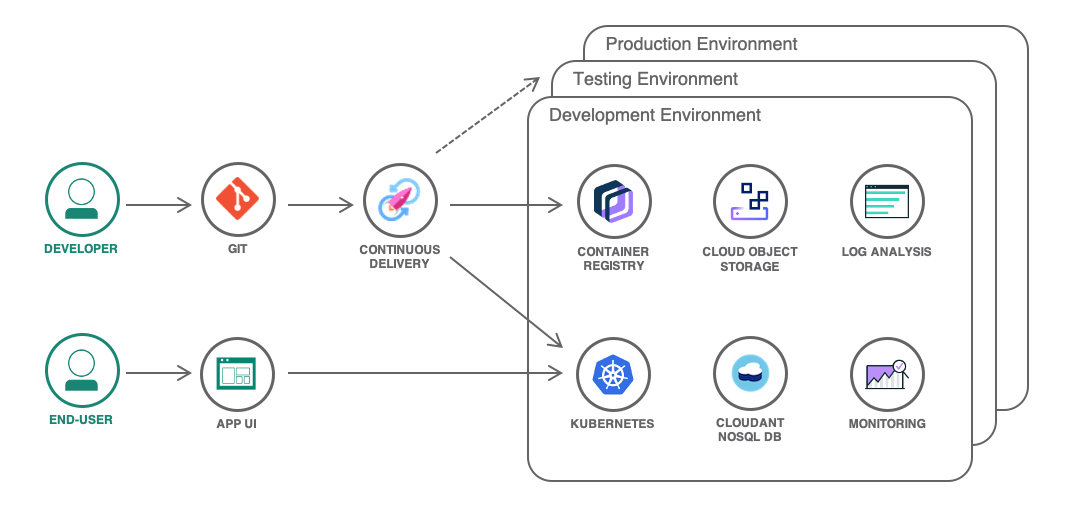 Production Environment
Testing Environment
Development Environment
DEVELOPER
GIT
CONTINUOUS
DELIVERY
CONTAINER
REGISTRY
CLOUD OBJECT
STORAGE
LOG ANALYSIS
END-USER
APP UI
KUBERNETES
CLOUDANT
NOSQL DB
MONITORING